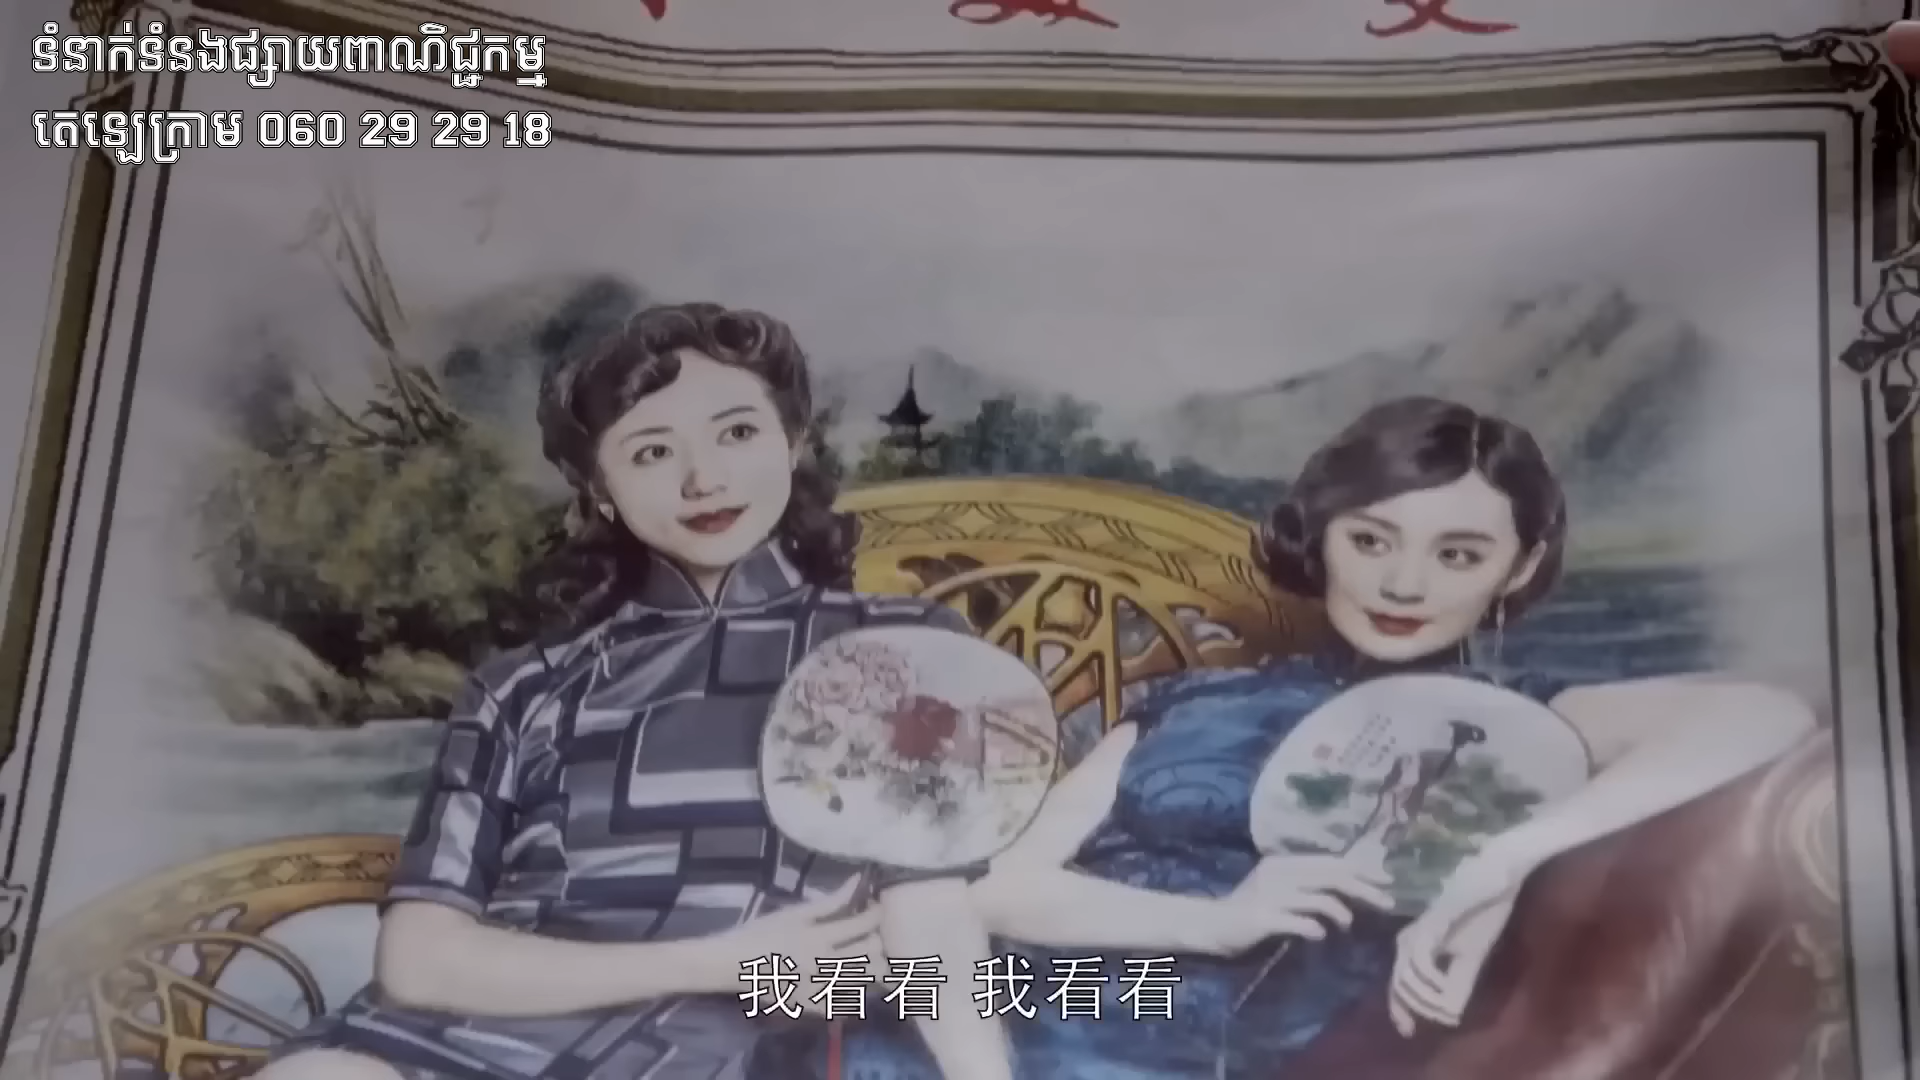 ទំនាក់ទំនងផ្សាយពាណិជ្ជកម្ម
តេឡេក្រាម 060 29 29 18
我看看 我看看